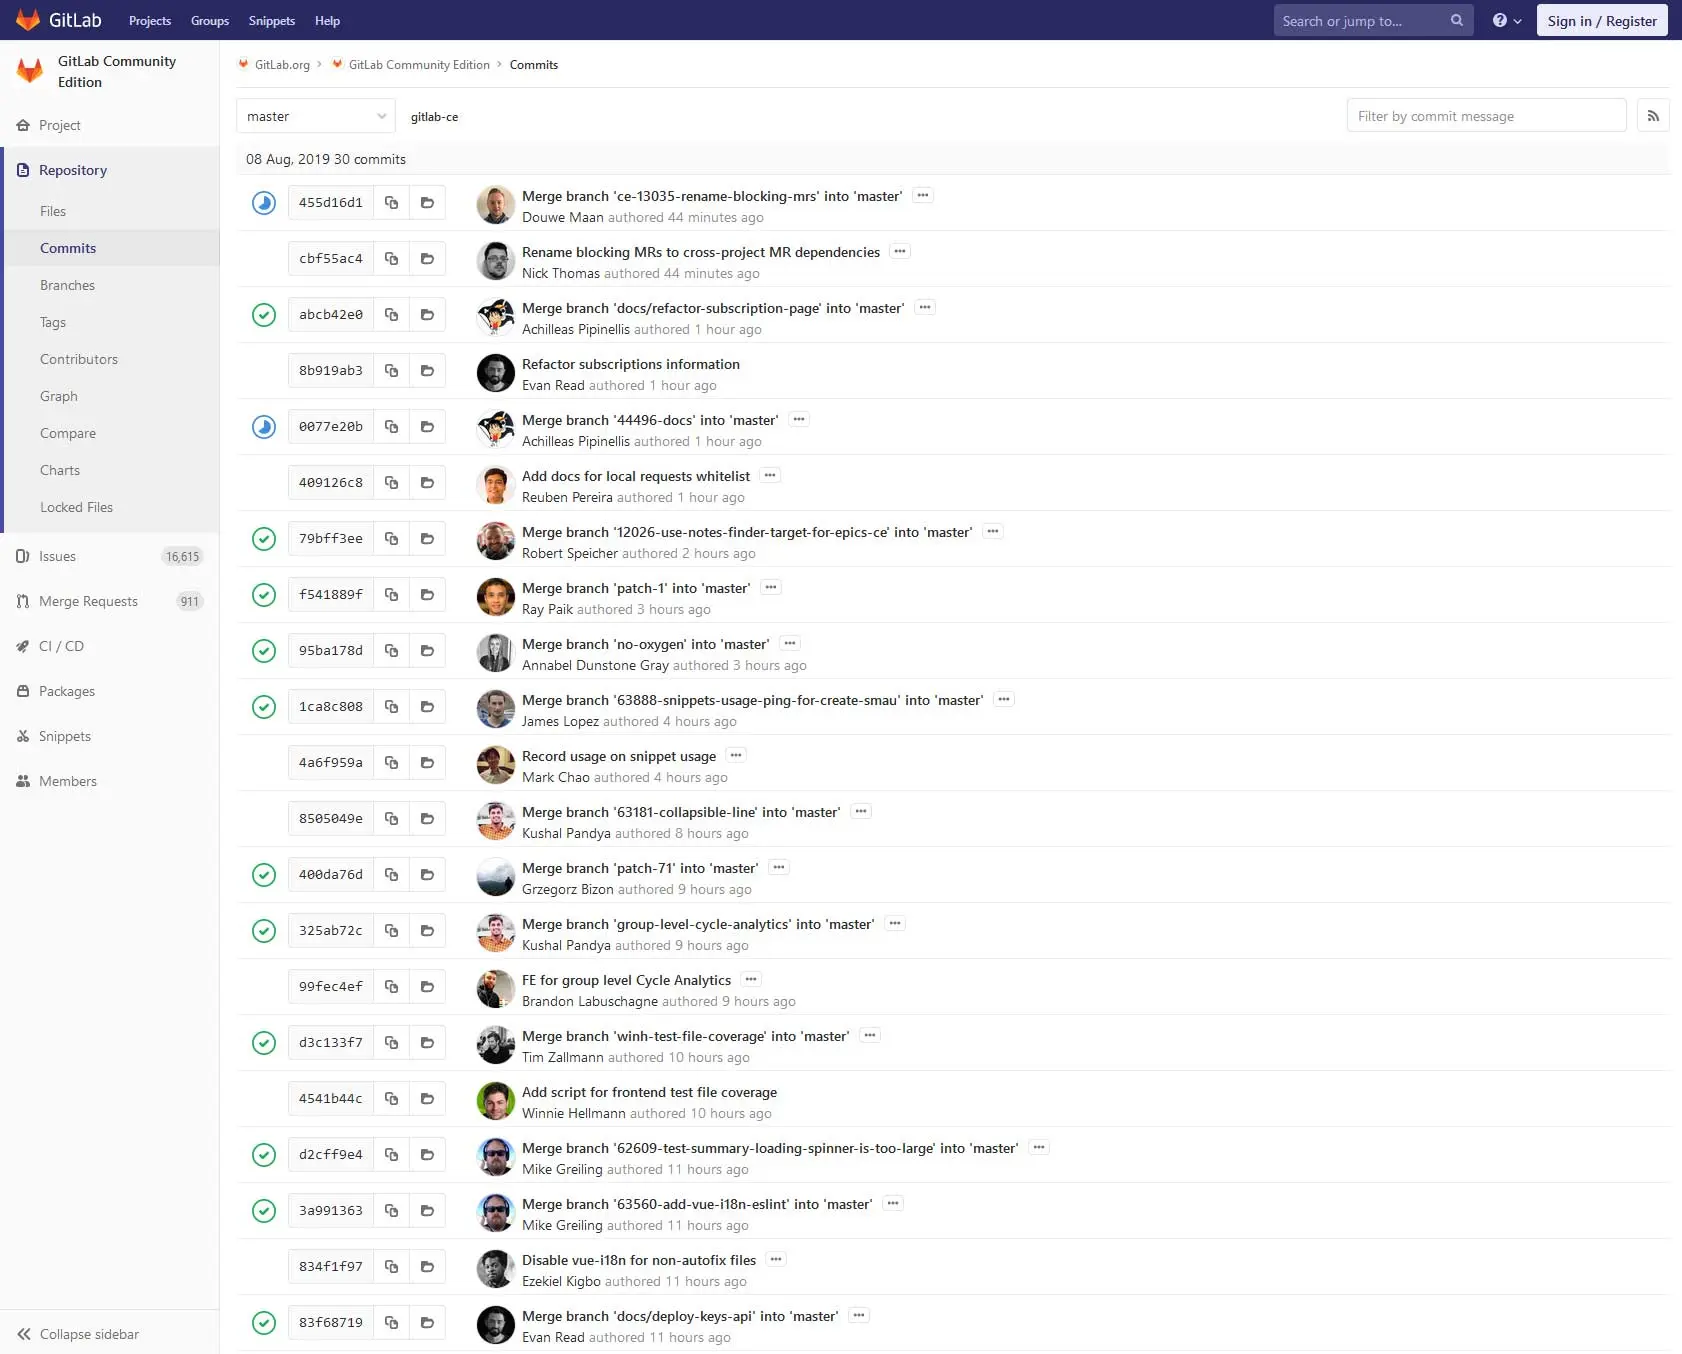 GitLab Projects Groups Snippets Help Search or jump to... Sign in / Register
GitLab Community
Edition
Project
Repository
Files
Commits
Branches
Tags
Contributors
Graph
Compare
Charts
Locked Files
Issues 16,615
Merge Requests 911
CI / CD
Packages
Snippets
Members
Collapse sidebar
GitLab.org > GitLab Community Edition > Commits
master gitlab-ce Filter by commit message
08 Aug, 2019 30 commits
455d16d1 Merge branch 'ce-13035-rename-blocking-mrs' into 'master'
Douwe Maan authored 44 minutes ago
cbf55ac4 Rename blocking MRs to cross-project MR dependencies
Nick Thomas authored 44 minutes ago
abcb42e0 Merge branch 'docs/refactor-subscription-page' into 'master'
Achilleas Pipinellis authored 1 hour ago
8b919ab3 Refactor subscriptions information
Evan Read authored 1 hour ago
0077e20b Merge branch '44496-docs' into 'master'
Achilleas Pipinellis authored 1 hour ago
409126c8 Add docs for local requests whitelist
Reuben Pereira authored 1 hour ago
79bff3ee Merge branch '12026-use-notes-finder-target-for-epics-ce' into 'master'
Robert Speicher authored 2 hours ago
f541889f Merge branch 'patch-1' into 'master'
Ray Paik authored 3 hours ago
95ba178d Merge branch 'no-oxygen' into 'master'
Annabel Dunstone Gray authored 3 hours ago
1ca8c808 Merge branch '63888-snippets-usage-ping-for-create-smau' into 'master'
James Lopez authored 4 hours ago
4a6f959a Record usage on snippet usage
Mark Chao authored 4 hours ago
8505049e Merge branch '63181-collapsible-line' into 'master'
Kushal Pandya authored 8 hours ago
400da76d Merge branch 'patch-71' into 'master'
Grzegorz Bizon authored 9 hours ago
325ab72c Merge branch 'group-level-cycle-analytics' into 'master'
Kushal Pandya authored 9 hours ago
99fec4ef FE for group level Cycle Analytics
Brandon Labuschagne authored 9 hours ago
d3c133f7 Merge branch 'winh-test-file-coverage' into 'master'
Tim Zallmann authored 10 hours ago
4541b44c Add script for frontend test file coverage
Winnie Hellmann authored 10 hours ago
d2cff9e4 Merge branch '62609-test-summary-loading-spinner-is-too-large' into 'master'
Mike Greiling authored 11 hours ago
3a991363 Merge branch '63560-add-vue-i18n-eslint' into 'master'
Mike Greiling authored 11 hours ago
834f1f97 Disable vue-i18n for non-autofix files
Ezekiel Kigbo authored 11 hours ago
83f68719 Merge branch 'docs/deploy-keys-api' into 'master'
Evan Read authored 11 hours ago